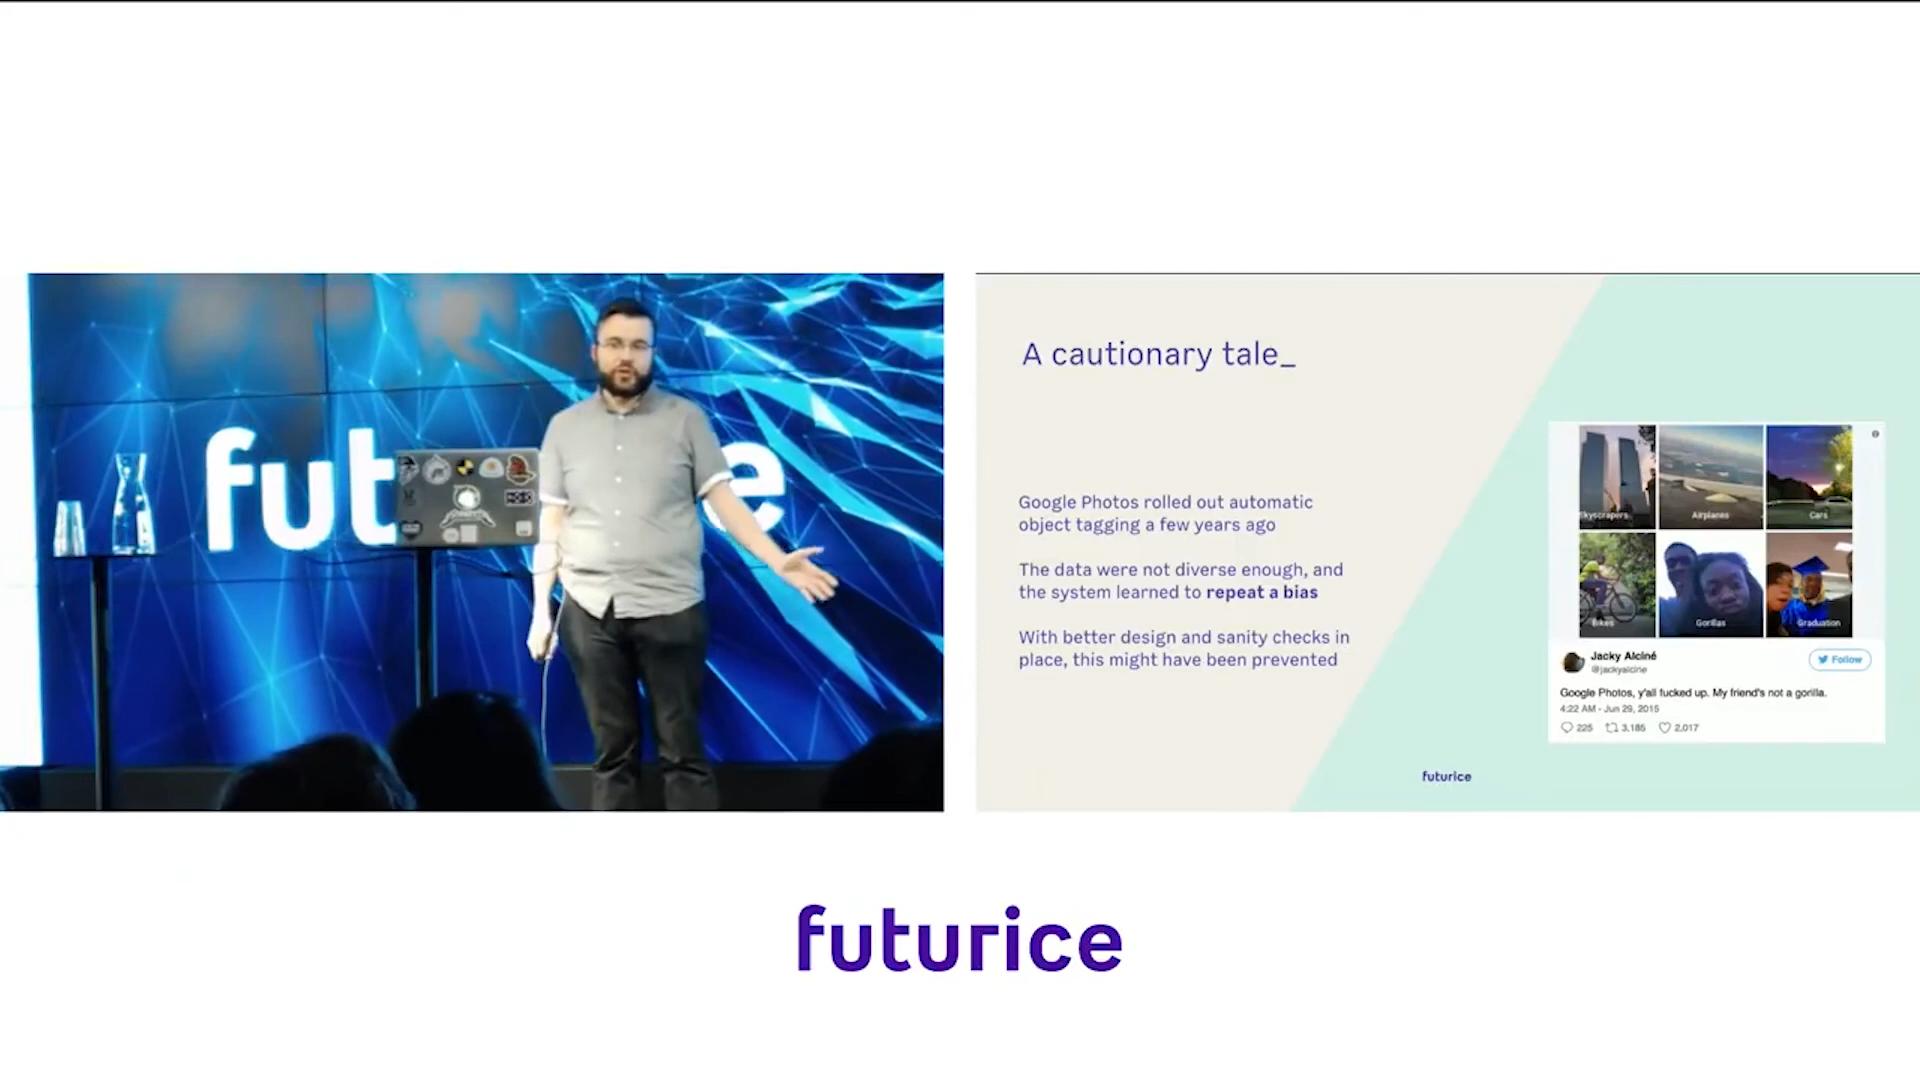 fut
e
A cautionary tale_
Google Photos rolled out automatic
object tagging a few years ago
The data were not diverse enough, and
the system learned to repeat a bias
With better design and sanity checks in
place, this might have been prevented
Skyscrapers
Airplanes
Cars
Bikes
Gorillas
Graduation
Jacky Alciné
@jackyalcine
Follow
Google Photos, y'all fucked up. My friend's not a gorilla.
4:22 AM - Jun 29, 2015
225 3,185 2,017
futurice
futurice